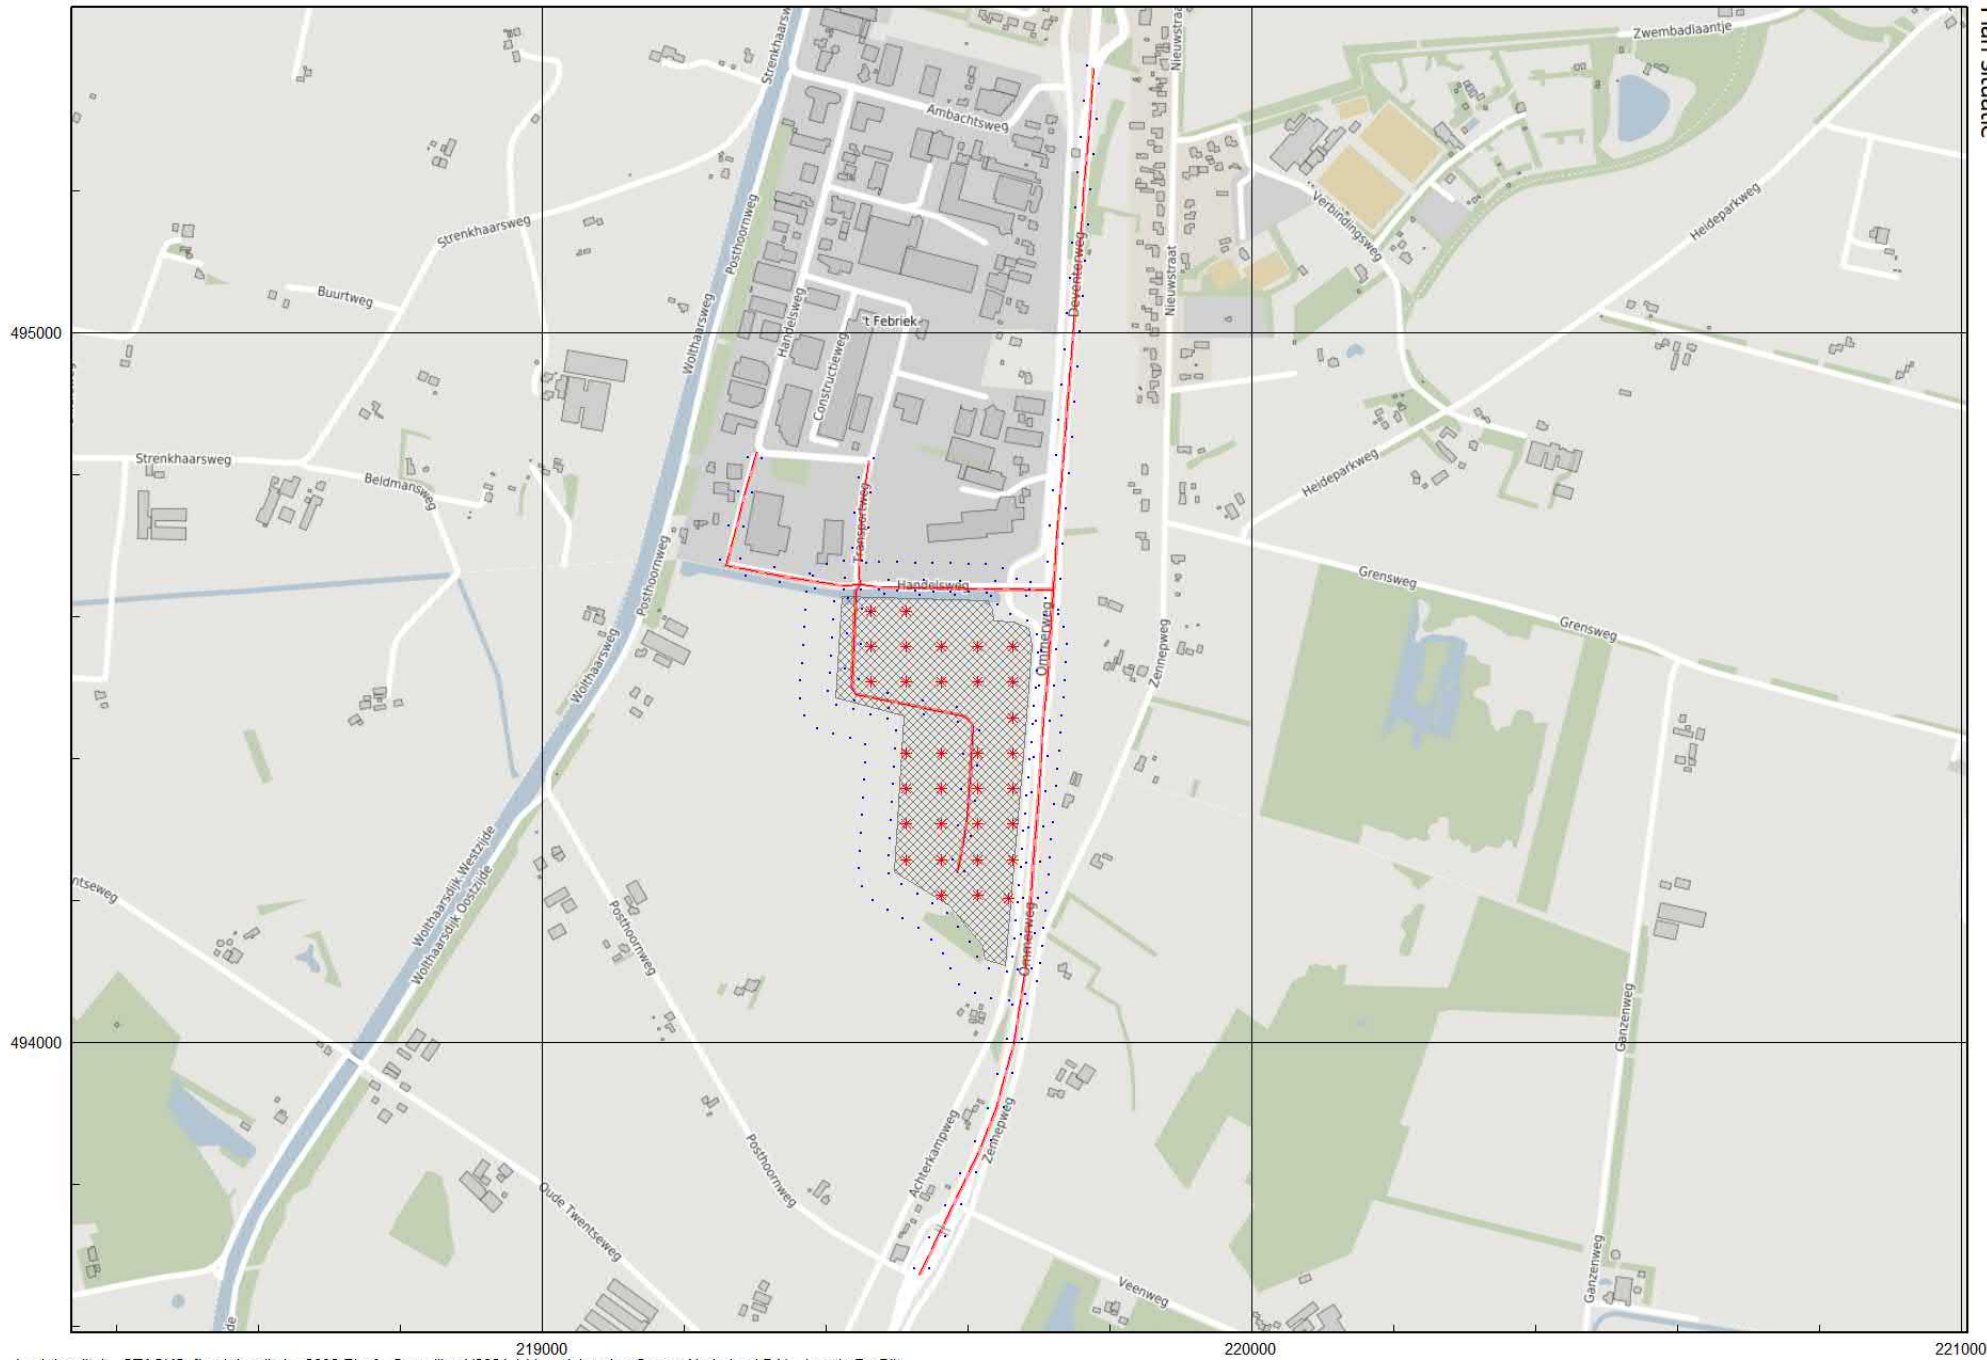 Zwembadlaantje
Nieuwstraat
Ambachtsweg
Verbindingsweg
Heideparkweg
Strenkhaarsweg
Posthoornweg
Deventerweg
Nieuwstraat
Buurtweg
Wolthaarsweg
Handelsweg
't Febriek
495000
Constructieweg
Strenkhaarsweg
Beldmansweg
Heideparkweg
Transportweg
Posthoornweg
Handelsweg
Grensweg
Grensweg
Wolthaarsweg
Ommerweg
Zennepweg
Wolthaarsdijk Westzijde
Wolthaarsdijk Oostzijde
Posthoornweg
Ommerweg
Ganzenweg
494000
Achterkampweg
Zennepweg
Posthoornweg
Oude Twentseweg
Veenweg
Ganzenweg
219000
220000